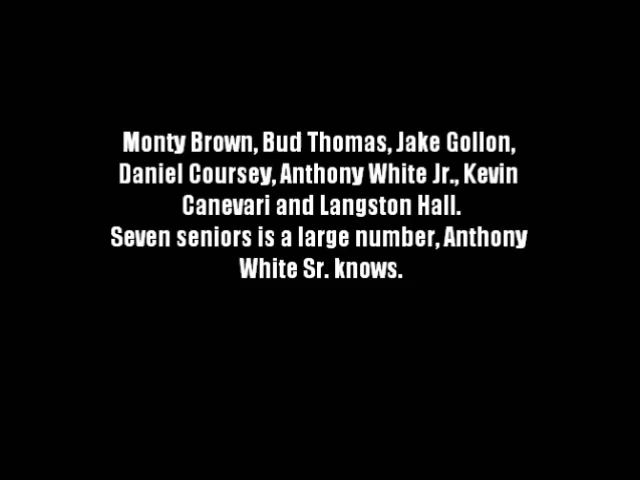 Monty Brown, Bud Thomas, Jake Gollon,
Daniel Coursey, Anthony White Jr., Kevin
Canevari and Langston Hall.
Seven seniors is a large number, Anthony
White Sr. knows.